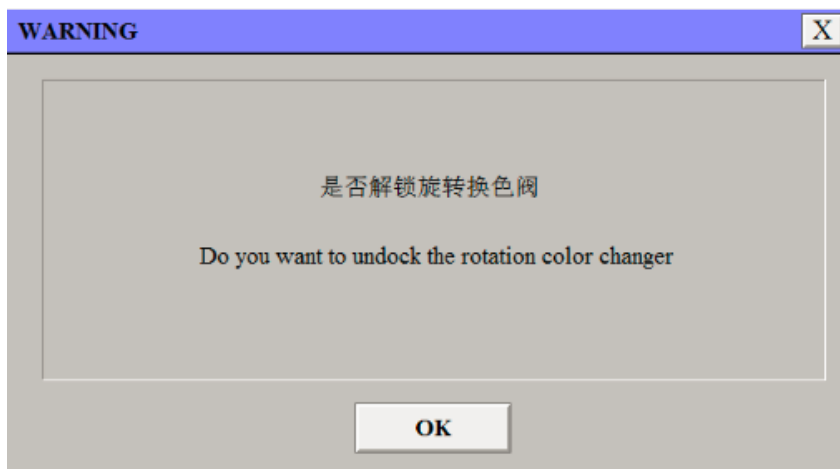 WARNING
X
是否解锁旋转换色阀
Do you want to undock the rotation color changer
OK